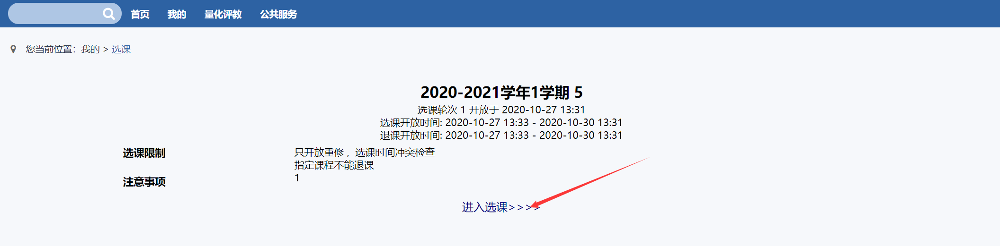 首页 我的 量化评教 公共服务
您当前位置：我的 > 选课
2020-2021学年1学期 5
选课轮次 1 开放于 2020-10-27 13:31
选课开放时间: 2020-10-27 13:33 - 2020-10-30 13:31
退课开放时间: 2020-10-27 13:33 - 2020-10-30 13:31
选课限制 只开放重修， 选课时间冲突检查
指定课程不能退课
注意事项 1
进入选课>>>>